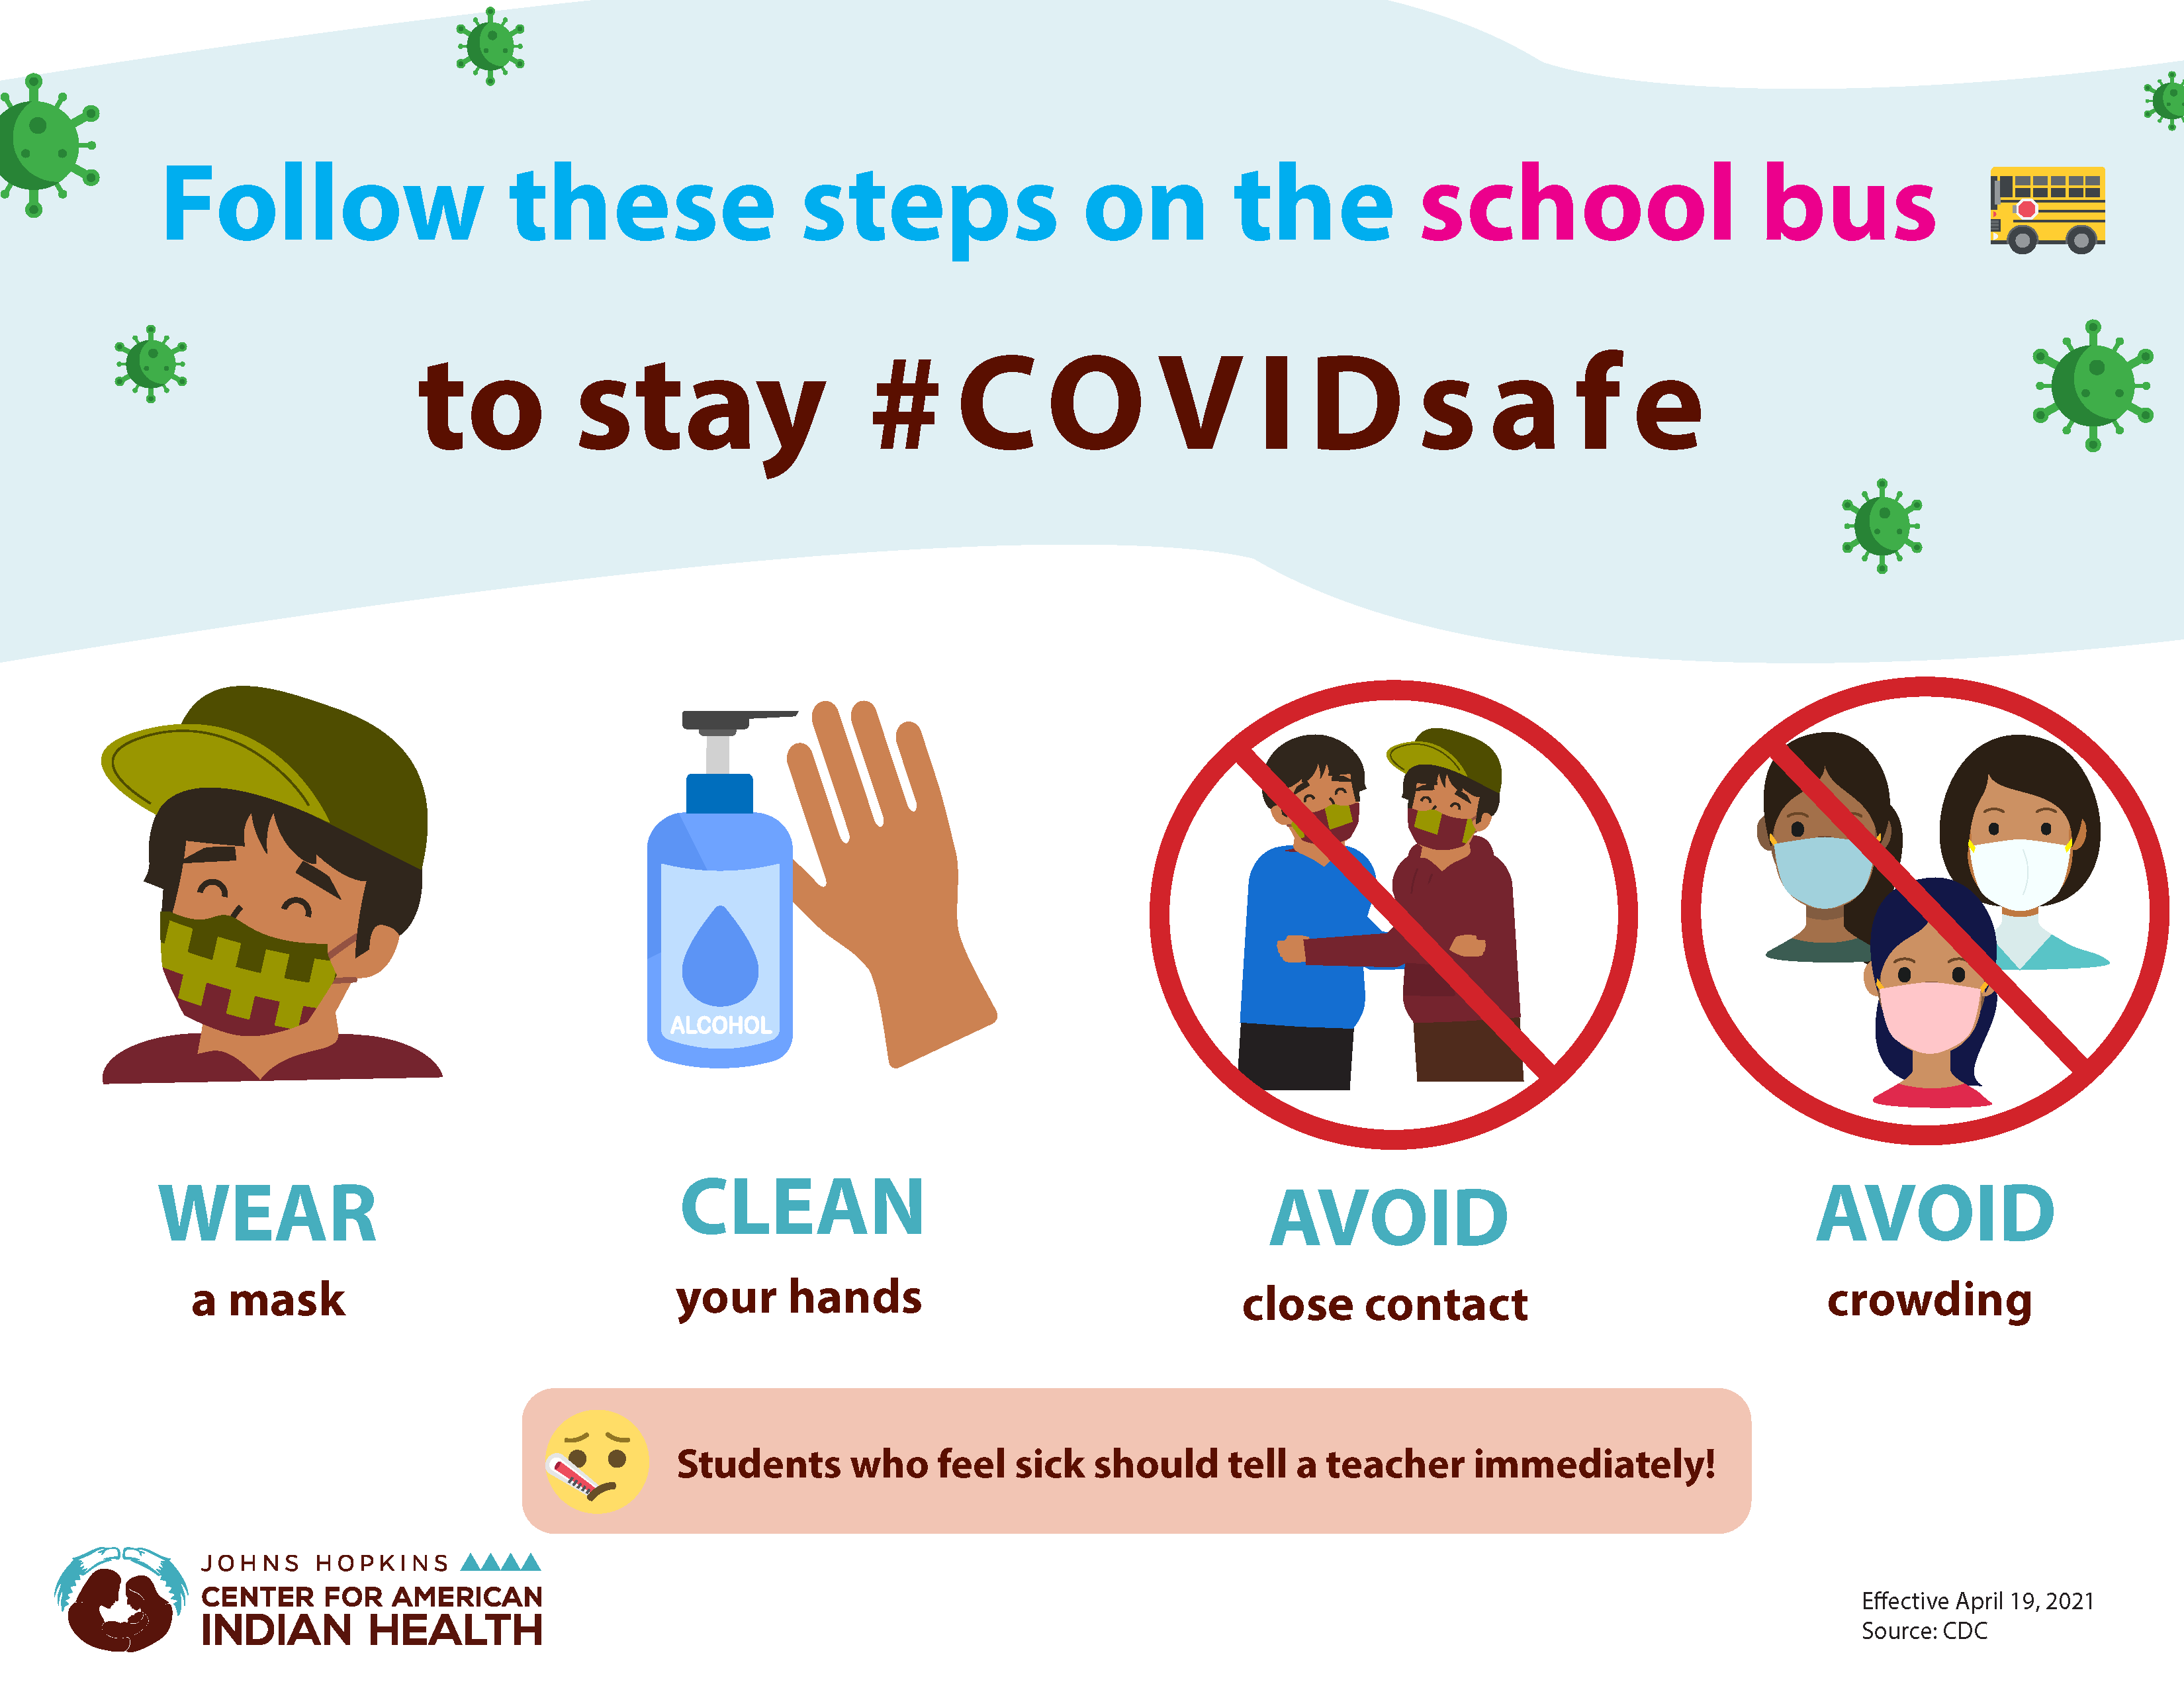 Follow these steps on the school bus
to stay #COVIDsafe
ALCOHOL
WEAR
a mask
CLEAN
your hands
AVOID
close contact
AVOID
crowding
Students who feel sick should tell a teacher immediately!
JOHNS HOPKINS
CENTER FOR AMERICAN
INDIAN HEALTH
Effective April 19, 2021
Source: CDC